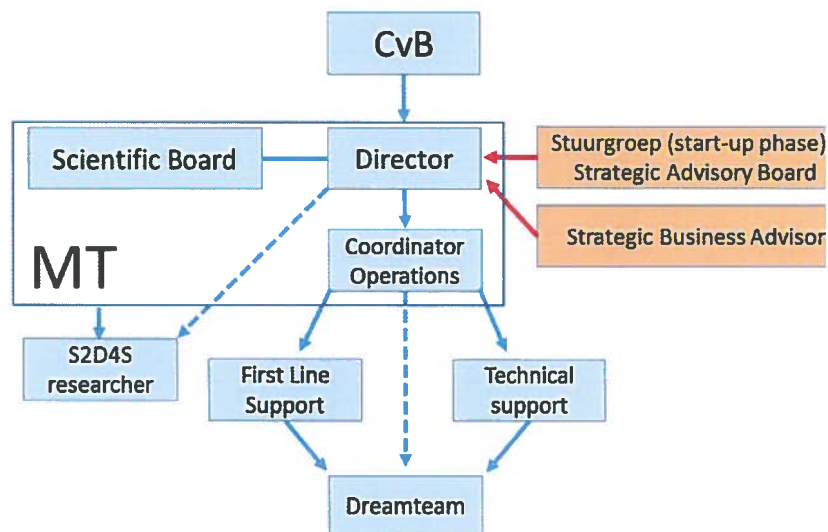 CvB
Scientific Board
Director
Stuurgroep (start-up phase)
Strategic Advisory Board
Strategic Business Advisor
MT
Coordinator
Operations
S2D4S
researcher
First Line
Support
Technical
support
Dreamteam